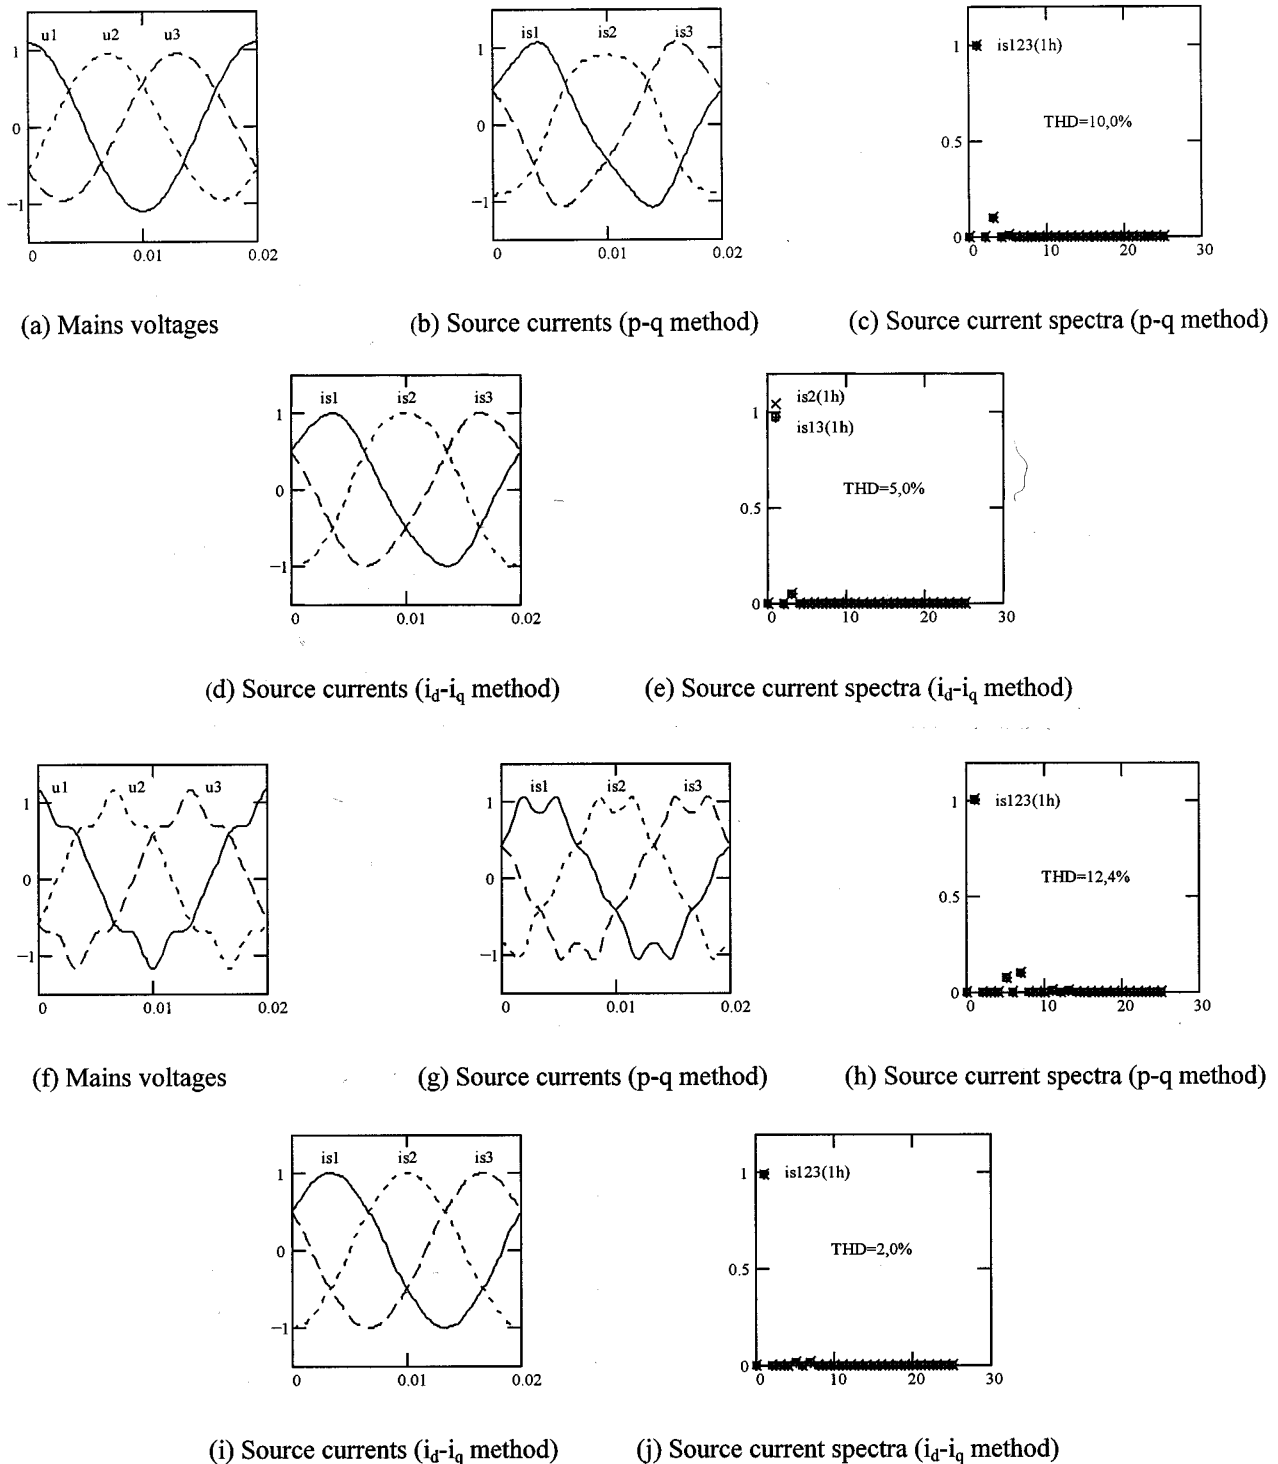 u1 u2 u3
1
0
−1
0 0.01 0.02
(a) Mains voltages
is1 is2 is3
1
0
−1
0 0.01 0.02
(b) Source currents (p-q method)
is123(1h)
THD=10,0%
1
0.5
0
0 10 20 30
(c) Source current spectra (p-q method)
is1 is2 is3
1
0
−1
0 0.01 0.02
(d) Source currents (id-iq method)
is2(1h)
is13(1h)
THD=5,0%
1
0.5
0
0 10 20 30
(e) Source current spectra (id-iq method)
u1 u2 u3
1
0
−1
0 0.01 0.02
(f) Mains voltages
is1 is2 is3
1
0
−1
0 0.01 0.02
(g) Source currents (p-q method)
is123(1h)
THD=12,4%
1
0.5
0
0 10 20 30
(h) Source current spectra (p-q method)
is1 is2 is3
1
0
−1
0 0.01 0.02
(i) Source currents (id-iq method)
is123(1h)
THD=2,0%
1
0.5
0
0 10 20 30
(j) Source current spectra (id-iq method)